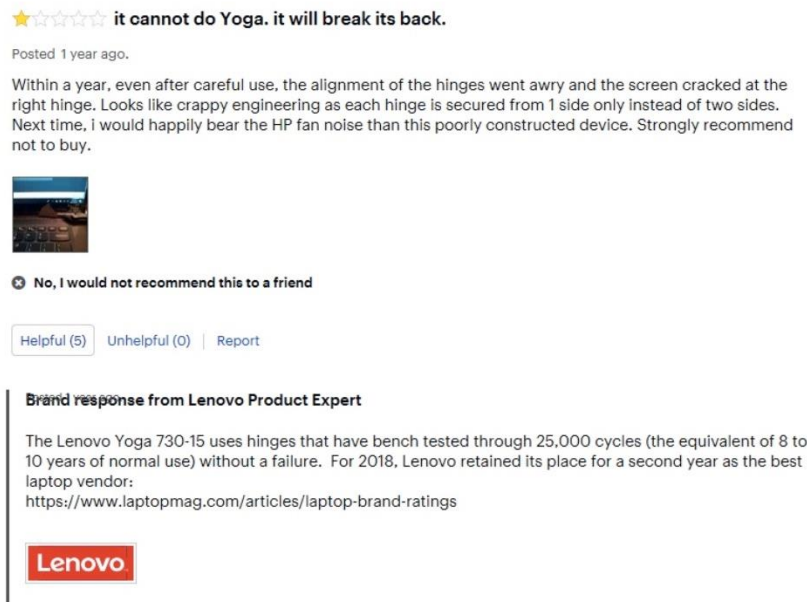 it cannot do Yoga. it will break its back.
Posted 1 year ago.
Within a year, even after careful use, the alignment of the hinges went awry and the screen cracked at the
right hinge. Looks like crappy engineering as each hinge is secured from 1 side only instead of two sides.
Next time, i would happily bear the HP fan noise than this poorly constructed device. Strongly recommend
not to buy.
No, I would not recommend this to a friend
Helpful (5) Unhelpful (0) Report
Posted 1 year ago.
Brand response from Lenovo Product Expert
The Lenovo Yoga 730-15 uses hinges that have bench tested through 25,000 cycles (the equivalent of 8 to
10 years of normal use) without a failure. For 2018, Lenovo retained its place for a second year as the best
laptop vendor:
https://www.laptopmag.com/articles/laptop-brand-ratings
Lenovo